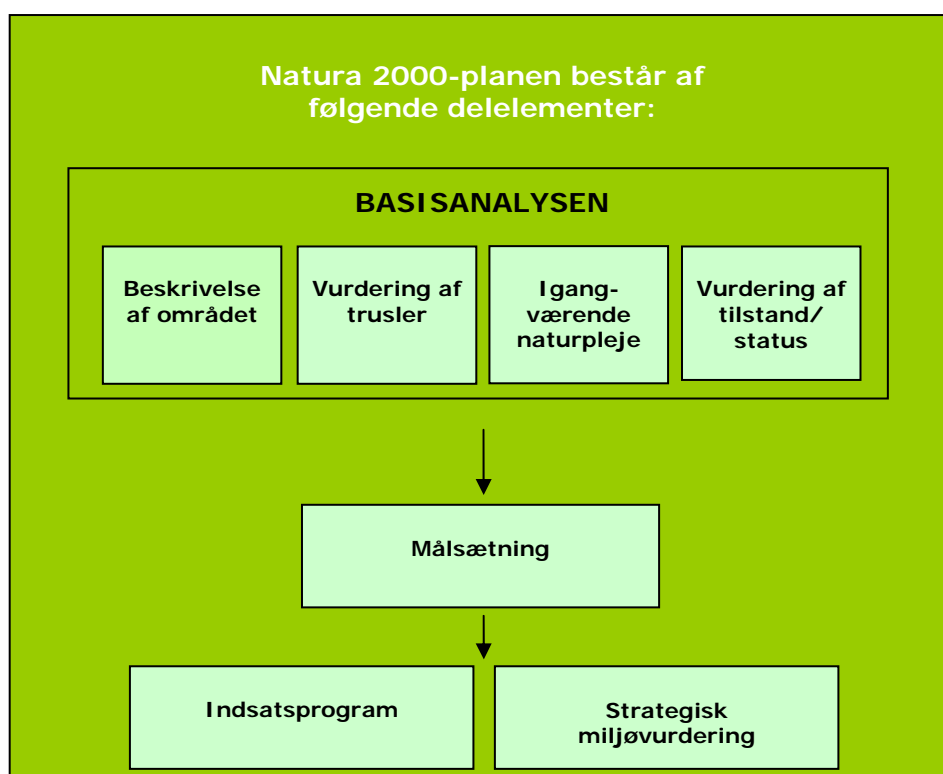 Natura 2000-planen består af
følgende delelementer:
BASISANALYSEN
Beskrivelse
af området
Vurdering af
trusler
Igang-
værende
naturpleje
Vurdering af
tilstand/
status
Målsætning
Indsatsprogram
Strategisk
miljøvurdering